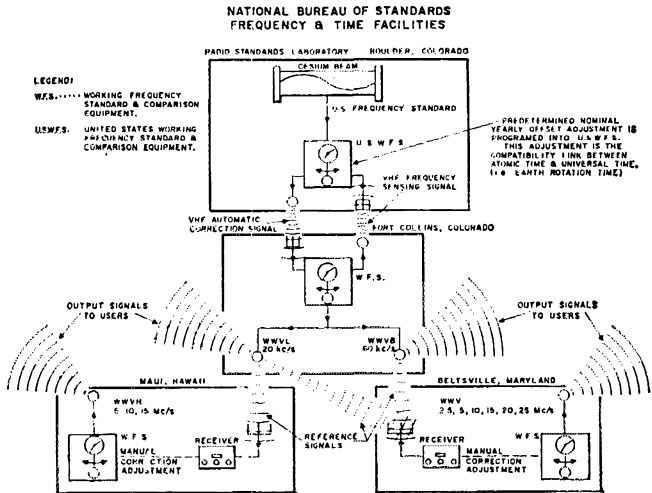 NATIONAL BUREAU OF STANDARDS
FREQUENCY & TIME FACILITIES
RADIO STANDARDS LABORATORY BOULDER, COLORADO
CESIUM BEAM
U.S. FREQUENCY STANDARD
LEGEND:
W.F.S. ..... WORKING FREQUENCY
STANDARD & COMPARISON
EQUIPMENT.
U.S.W.F.S. UNITED STATES WORKING
FREQUENCY STANDARD &
COMPARISON EQUIPMENT.
U S W F S
PREDETERMINED NOMINAL
YEARLY OFFSET ADJUSTMENT IS
PROGRAMED INTO U.S.W.F.S.
THIS ADJUSTMENT IS THE
COMPATIBILITY LINK BETWEEN
ATOMIC TIME & UNIVERSAL TIME,
(i.e. EARTH ROTATION TIME)
VHF FREQUENCY
SENSING SIGNAL
VHF AUTOMATIC
CORRECTION SIGNAL
FORT COLLINS, COLORADO
W.F.S.
OUTPUT SIGNALS
TO USERS
OUTPUT SIGNALS
TO USERS
WWVL
20 kc/s
WWVB
60 kc/s
MAUI, HAWAII
WWVH
5, 10, 15 Mc/s
W.F.S.
MANUAL
CORRECTION
ADJUSTMENT
RECEIVER
REFERENCE
SIGNALS
BELTSVILLE, MARYLAND
WWV
2.5, 5, 10, 15, 20, 25 Mc/s
W F S.
RECEIVER
MANUAL
CORRECTION
ADJUSTMENT